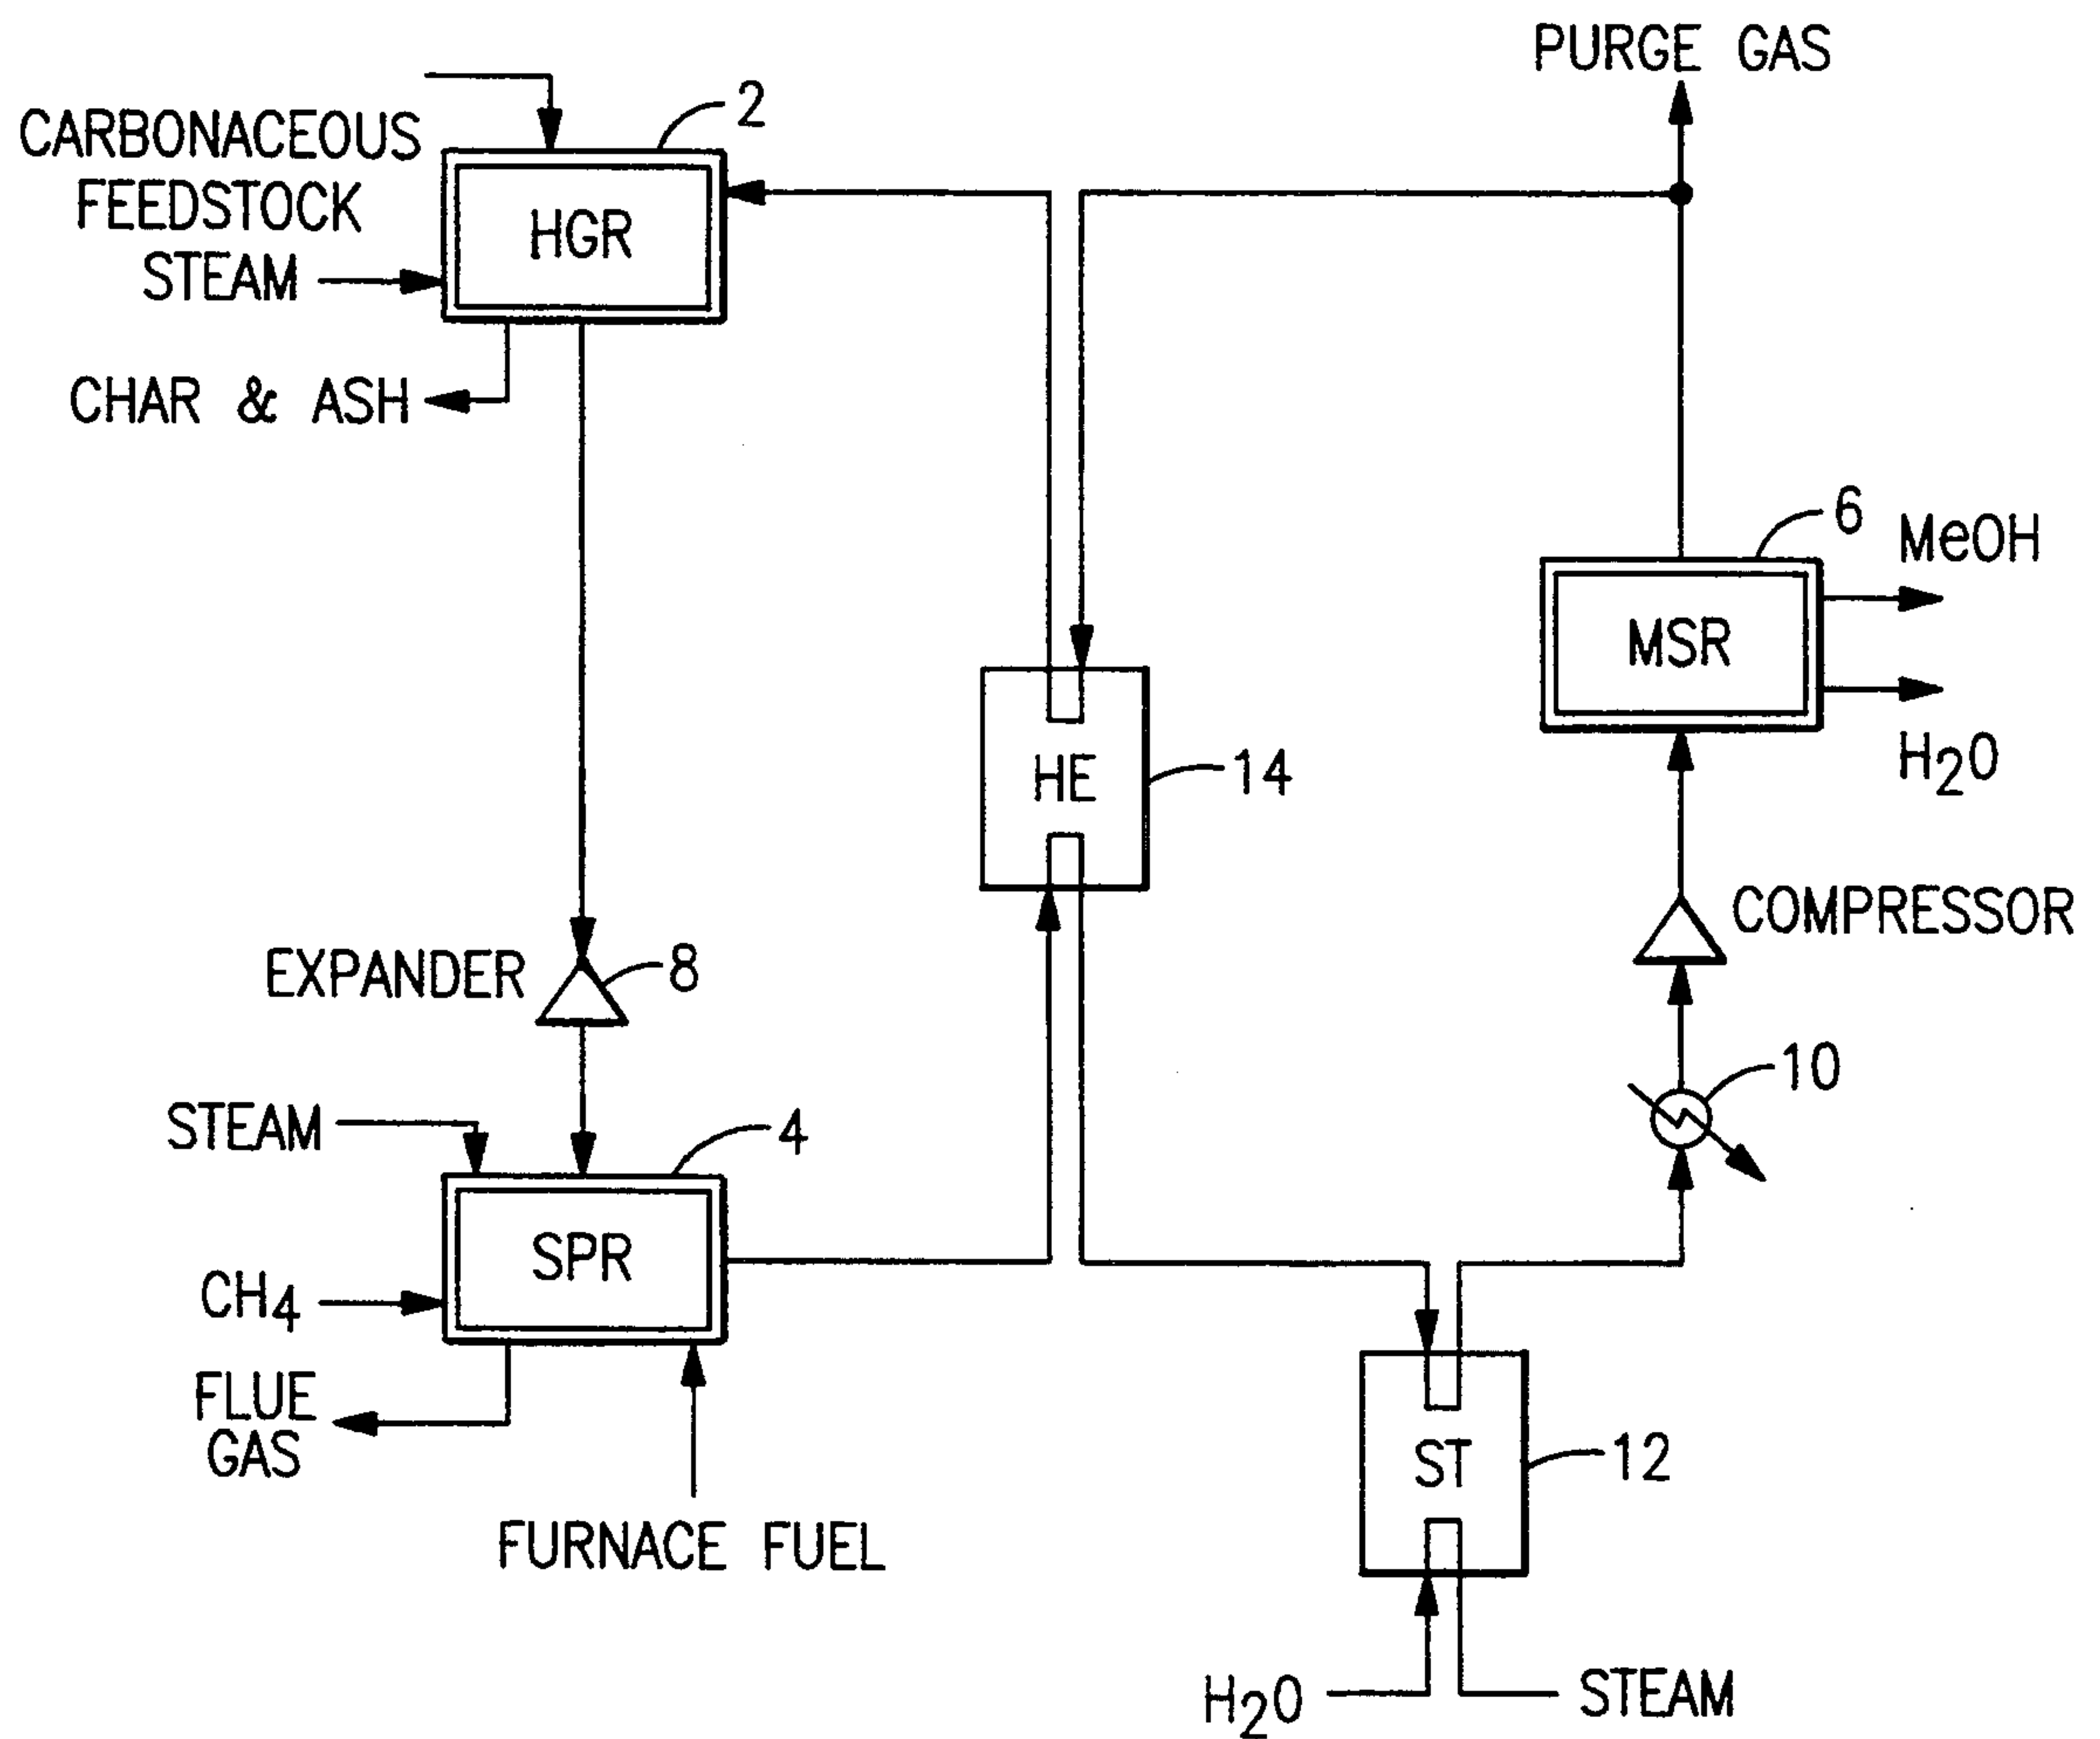 PURGE GAS
2
CARBONACEOUS
FEEDSTOCK
HGR
STEAM
CHAR & ASH
6
MeOH
MSR
H2O
HE
14
COMPRESSOR
EXPANDER
8
10
STEAM
4
SPR
CH4
FLUE
GAS
ST
12
FURNACE FUEL
H2O
STEAM